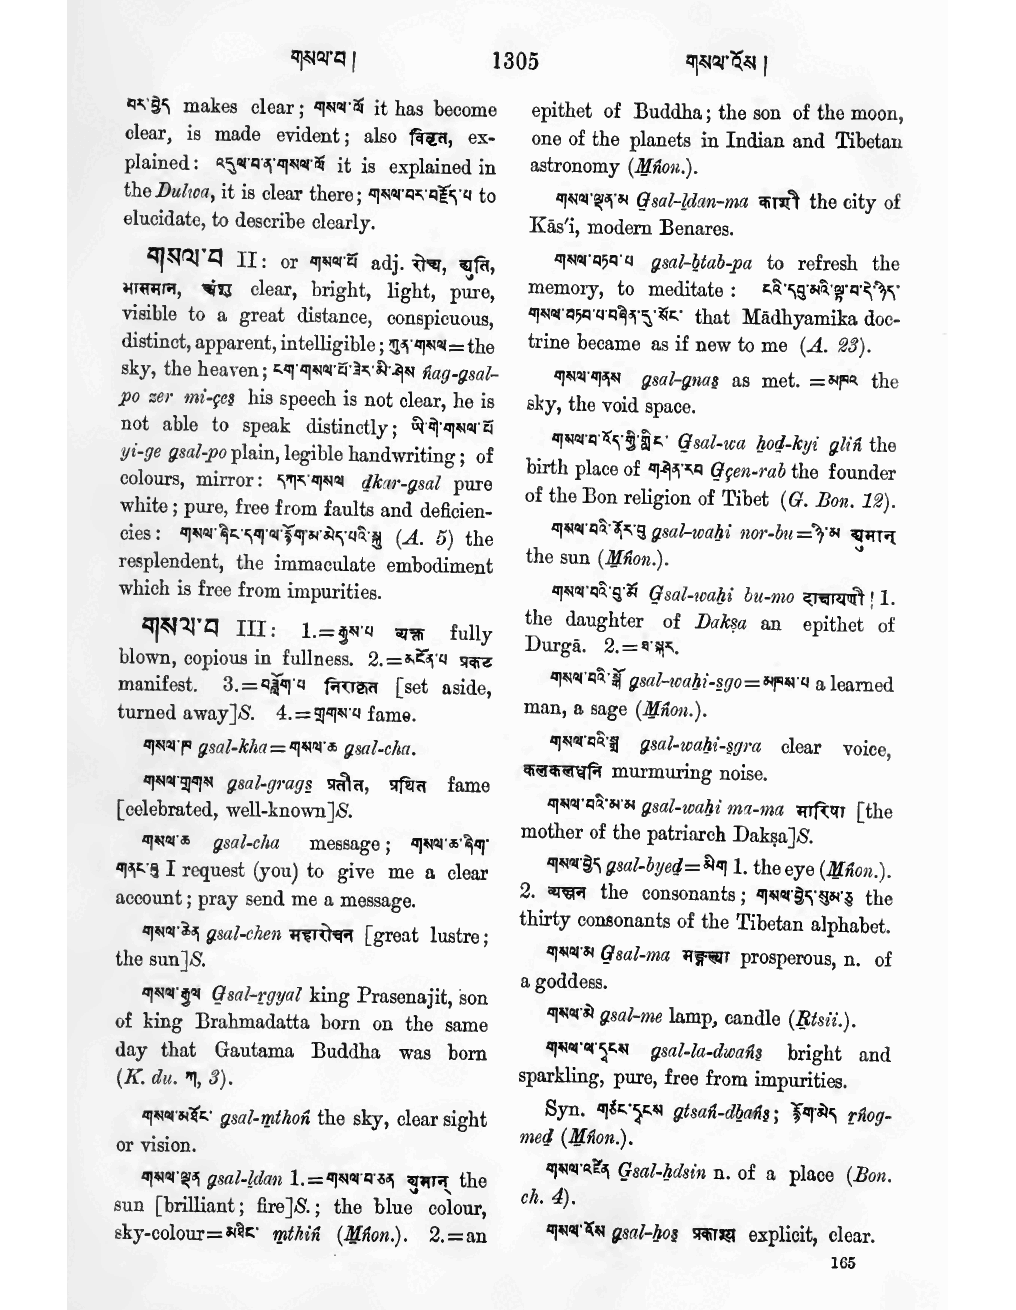 གསལ་བ།
1305
གསལ་འོས།
བར་བྱེད makes clear; གསལ་ལོ it has become
clear, is made evident; also विवृत, ex-
plained: འདུལ་བ་ན་གསལ་ལོ it is explained in
the Dulwa, it is clear there; གསལ་བར་བརྗོད་པ to
elucidate, to describe clearly.
གསལ་བ II: or གསལ་པོ adj. रोच्य, द्युति,
भासमान, clear, bright, light, pure,
visible to a great distance, conspicuous,
distinct, apparent, intelligible; ཀུན་གསལ=the
sky, the heaven; ངག་གསལ་པོ་ཟེར་མི་ཤེས ṅag-gsal-
po zer mi-çes his speech is not clear, he is
not able to speak distinctly; ཡི་གེ་གསལ་པོ
yi-ge gsal-po plain, legible handwriting; of
colours, mirror: དཀར་གསལ dkar-gsal pure
white; pure, free from faults and deficien-
cies: གསལ་ཞིང་དག་ལ་རྙོག་མ་མེད་པའི་སྐུ (A. 5) the
resplendent, the immaculate embodiment
which is free from impurities.
གསལ་བ III: 1.=རྒྱས་པ व्यक्त fully
blown, copious in fullness. 2.=མངོན་པ प्रकट
manifest. 3.=བཟློག་པ निराकृत [set aside,
turned away]S. 4.=གྲགས་པ fame.
གསལ་ཁ gsal-kha=གསལ་ཆ gsal-cha.
གསལ་གྲགས gsal-grags प्रतीत, प्रथित fame
[celebrated, well-known]S.
གསལ་ཆ gsal-cha message; གསལ་ཆ་ཞིག་
གནང་ཞུ I request (you) to give me a clear
account; pray send me a message.
གསལ་ཆེན gsal-chen महारोचन [great lustre;
the sun]S.
གསལ་རྒྱལ Gsal-rgyal king Prasenajit, son
of king Brahmadatta born on the same
day that Gautama Buddha was born
(K. du. ཀ, 3).
གསལ་མཐོང་ gsal-mthoṅ the sky, clear sight
or vision.
གསལ་ལྡན gsal-ldan 1.=གསལ་བ་ཅན द्युमान् the
sun [brilliant; fire]S.; the blue colour,
sky-colour=མཐིང་ mthiṅ (Mṅon.). 2.=an
epithet of Buddha; the son of the moon,
one of the planets in Indian and Tibetan
astronomy (Mṅon.).
གསལ་ལྡན་མ Gsal-ldan-ma काशी the city of
Kās'i, modern Benares.
གསལ་བཏབ་པ gsal-btab-pa to refresh the
memory, to meditate: ངའི་དབུ་མའི་ལྟ་བ་དེ་ཉིད་
གསལ་བཏབ་པ་བཞིན་དུ་སོང་ that Mādhyamika doc-
trine became as if new to me (A. 23).
གསལ་གནས gsal-gnas as met. =མཁའ the
sky, the void space.
གསལ་བ་འོད་ཀྱི་གླིང་ Gsal-wa ḥod-kyi gliṅ the
birth place of གཤེན་རབ Gçen-rab the founder
of the Bon religion of Tibet (G. Bon. 12).
གསལ་བའི་ནོར་བུ gsal-waḥi nor-bu=ཉི་མ द्युमान्
the sun (Mṅon.).
གསལ་བའི་བུ་མོ Gsal-waḥi bu-mo दाक्षायणी! 1.
the daughter of Dakṣa an epithet of
Durgā. 2.=
གསལ་བའི་སྒོ gsal-waḥi-sgo=མཁས་པ a learned
man, a sage (Mṅon.).
གསལ་བའི་སྒྲ gsal-waḥi-sgra clear voice,
कलकलध्वनि murmuring noise.
གསལ་བའི་མ་མ gsal-waḥi ma-ma मारिषा [the
mother of the patriarch Dakṣa]S.
གསལ་བྱེད gsal-byed=མིག 1. the eye (Mṅon.).
2. व्यञ्जन the consonants; གསལ་བྱེད་སུམ་ཅུ the
thirty consonants of the Tibetan alphabet.
གསལ་མ Gsal-ma मङ्गल्या prosperous, n. of
a goddess.
གསལ་མེ gsal-me lamp, candle (Rtsii.).
གསལ་ལ་དྭངས gsal-la-dwaṅs bright and
sparkling, pure, free from impurities.
Syn. གཙང་དྭངས gtsaṅ-dbaṅs; རྙོག་མེད rñog-
med (Mṅon.).
གསལ་འཛིན Gsal-ḥdsin n. of a place (Bon.
ch. 4).
གསལ་འོས gsal-ḥos प्रकाश्य explicit, clear.
165